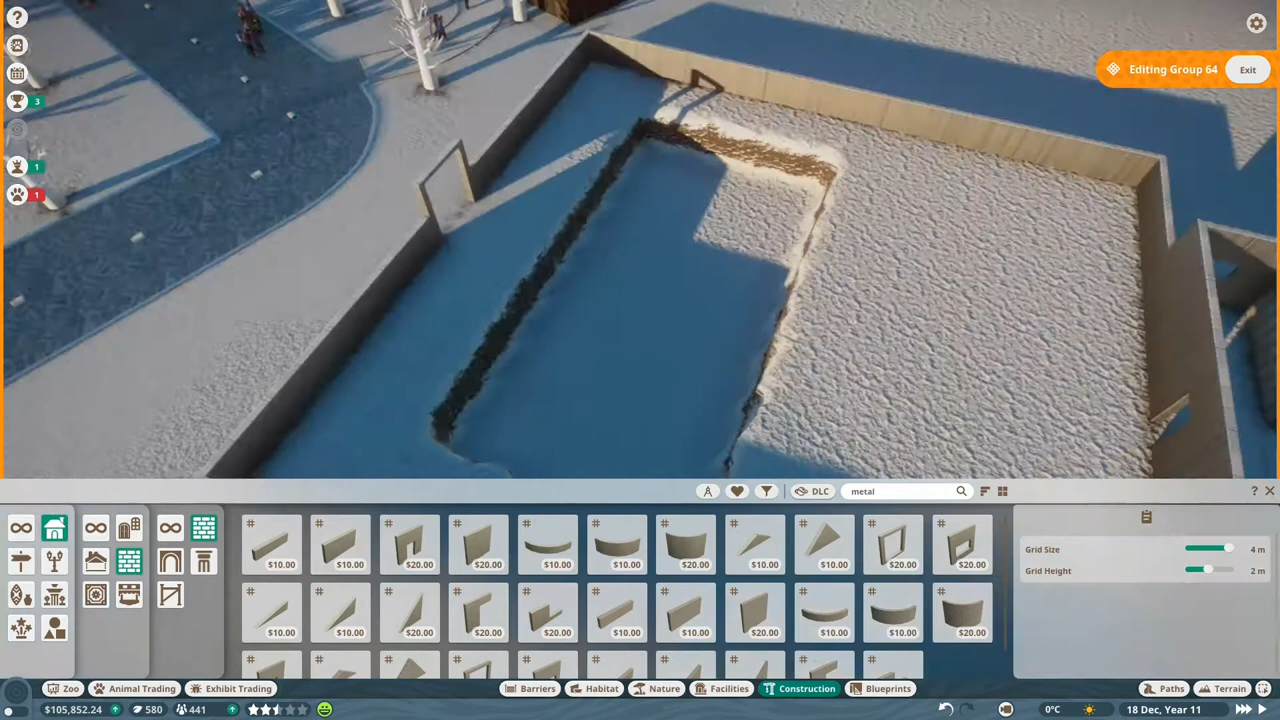 ?
Editing Group 64 Exit
3
1
1
DLC metal ? ×
$10.00 $10.00 $20.00 $20.00 $10.00 $10.00 $20.00 $10.00 $10.00 $20.00 $20.00
Grid Size 4 m
Grid Height 2 m
$10.00 $10.00 $20.00 $20.00 $20.00 $10.00 $10.00 $20.00 $10.00 $10.00 $20.00
Zoo Animal Trading Exhibit Trading Barriers Habitat Nature Facilities Construction Blueprints Paths Terrain
$105,852.24 580 441 0°C 18 Dec, Year 11